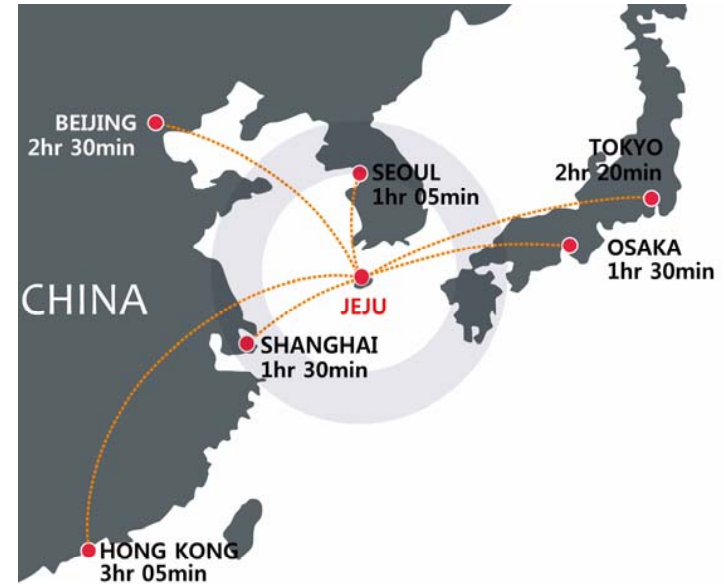 BEIJING
2hr 30min
SEOUL
1hr 05min
TOKYO
2hr 20min
OSAKA
1hr 30min
CHINA
JEJU
SHANGHAI
1hr 30min
HONG KONG
3hr 05min